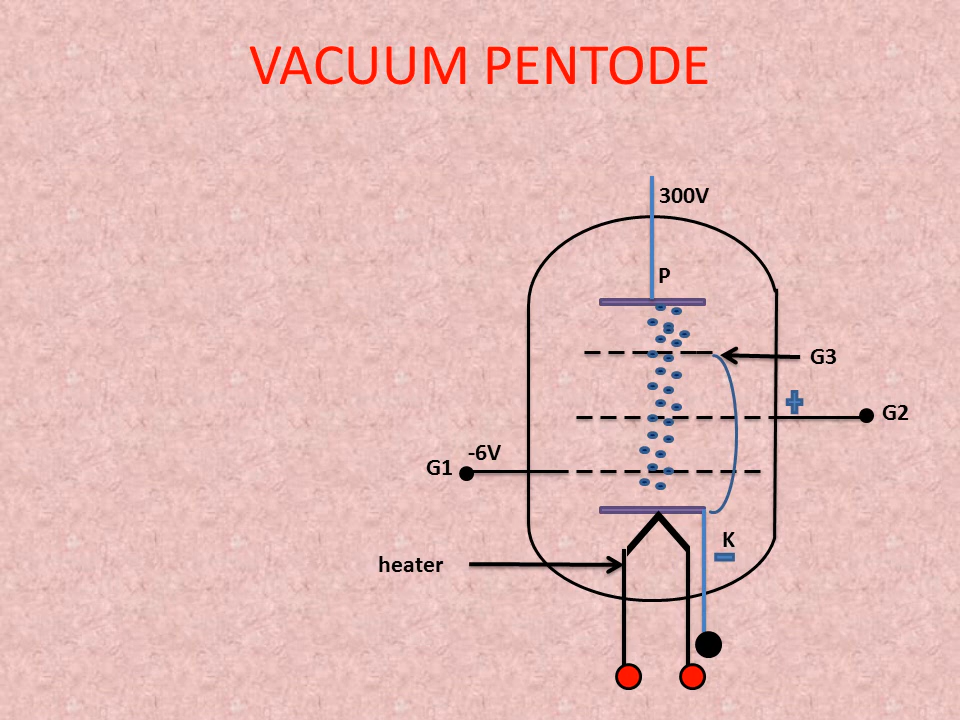 VACUUM PENTODE
300V
P
G3
G2
-6V
G1
K
heater